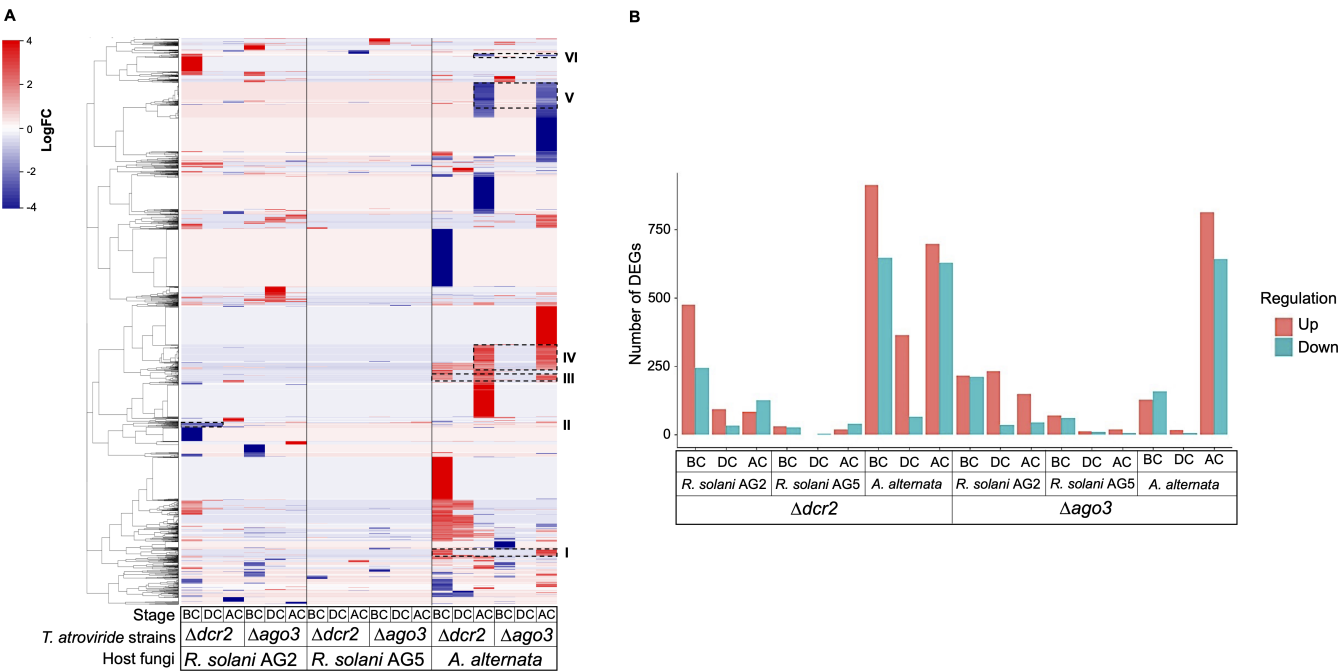 A
4
2
0
-2
-4
LogFC
VI
V
IV
III
II
I
Stage BC DC AC BC DC AC BC DC AC BC DC AC BC DC AC BC DC AC
T. atroviride strains Δdcr2 Δago3 Δdcr2 Δago3 Δdcr2 Δago3
Host fungi R. solani AG2 R. solani AG5 A. alternata
B
Number of DEGs
750
500
250
0
BC DC AC BC DC AC BC DC AC BC DC AC BC DC AC BC DC AC
R. solani AG2 R. solani AG5 A. alternata R. solani AG2 R. solani AG5 A. alternata
Δdcr2 Δago3
Regulation
Up
Down